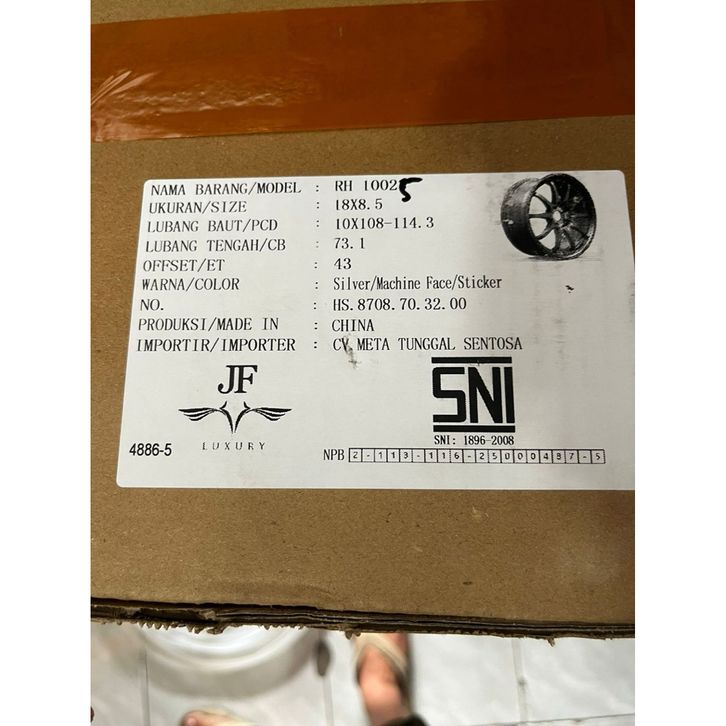 NAMA BARANG/MODEL : RH 10025
UKURAN/SIZE : 18X8.5
LUBANG BAUT/PCD : 10X108-114.3
LUBANG TENGAH/CB : 73.1
OFFSET/ET : 43
WARNA/COLOR : Silver/Machine Face/Sticker
NO. : HS.8708.70.32.00
PRODUKSI/MADE IN : CHINA
IMPORTIR/IMPORTER : CV META TUNGGAL SENTOSA
JF
LUXURY
4886-5
SNI
SNI: 1896-2008
NPB 2-113-116-25000487-5